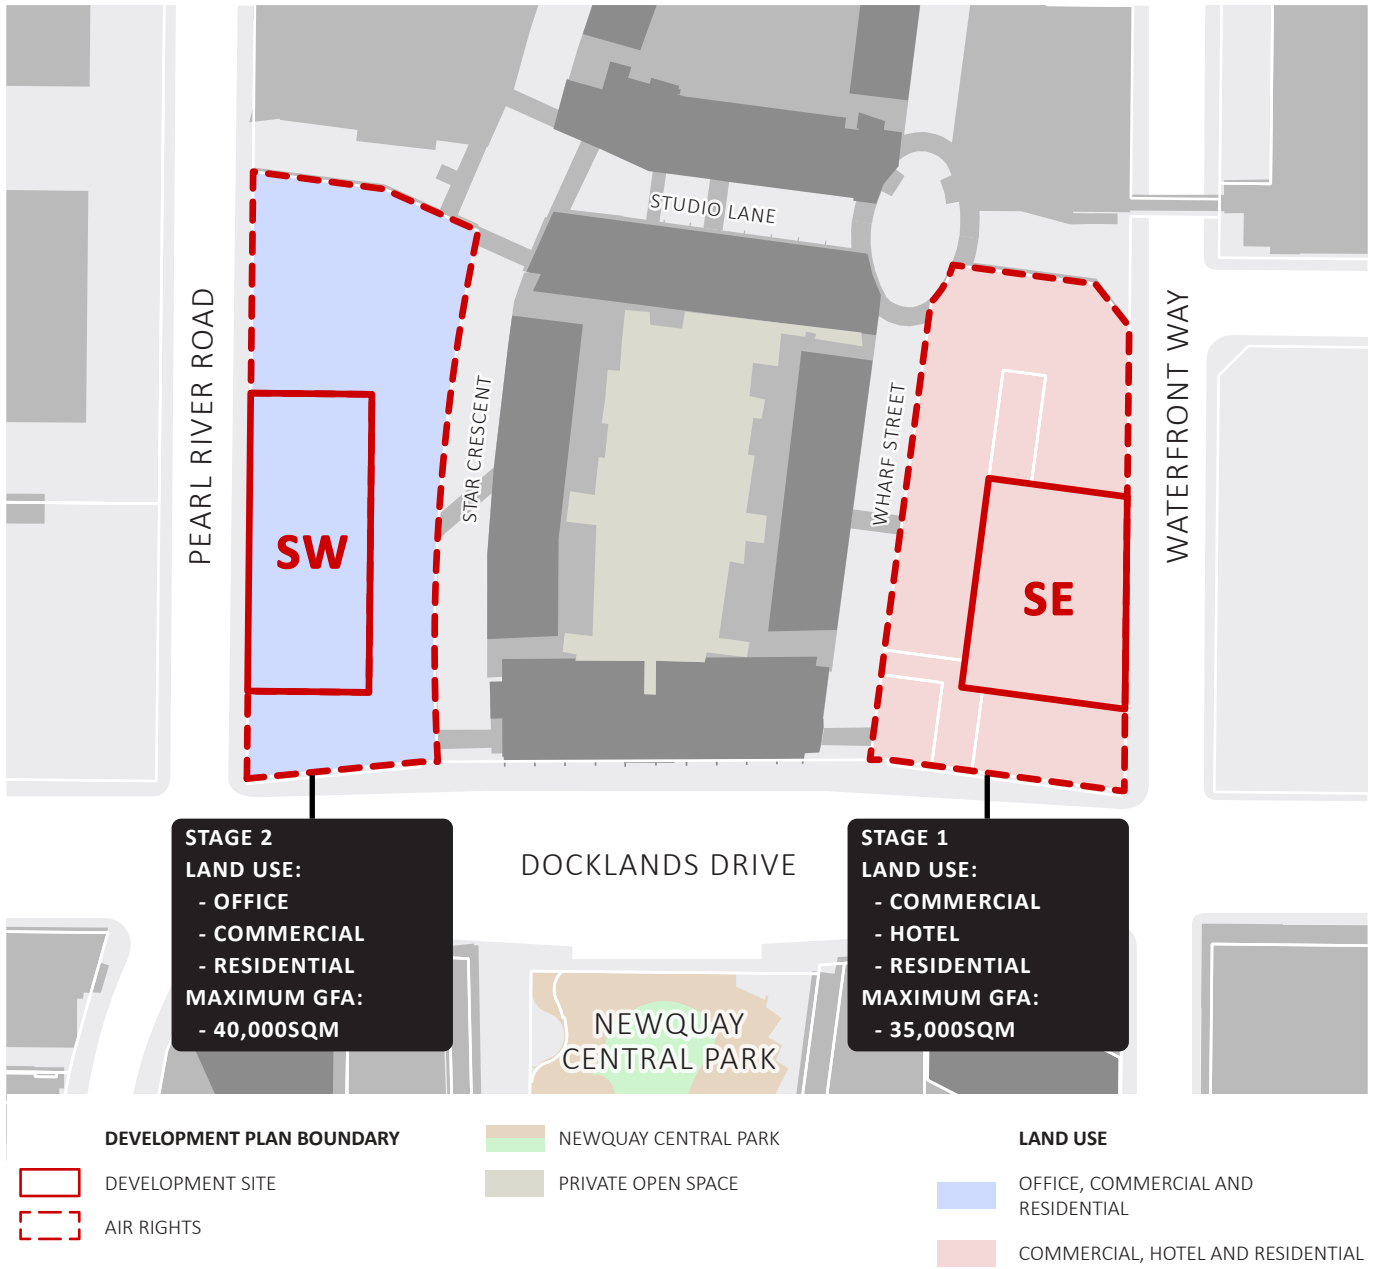 STUDIO LANE
PEARL RIVER ROAD
STAR CRESCENT
WHARF STREET
WATERFRONT WAY
SW
SE
STAGE 2
LAND USE:
- OFFICE
- COMMERCIAL
- RESIDENTIAL
MAXIMUM GFA:
- 40,000SQM
DOCKLANDS DRIVE
STAGE 1
LAND USE:
- COMMERCIAL
- HOTEL
- RESIDENTIAL
MAXIMUM GFA:
- 35,000SQM
NEWQUAY
CENTRAL PARK
DEVELOPMENT PLAN BOUNDARY
DEVELOPMENT SITE
AIR RIGHTS
NEWQUAY CENTRAL PARK
PRIVATE OPEN SPACE
LAND USE
OFFICE, COMMERCIAL AND
RESIDENTIAL
COMMERCIAL, HOTEL AND RESIDENTIAL